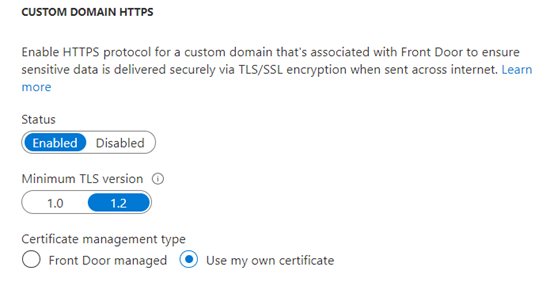 CUSTOM DOMAIN HTTPS
Enable HTTPS protocol for a custom domain that's associated with Front Door to ensure
sensitive data is delivered securely via TLS/SSL encryption when sent across internet. Learn
more
Status
Enabled Disabled
Minimum TLS version
1.0 1.2
Certificate management type
Front Door managed Use my own certificate